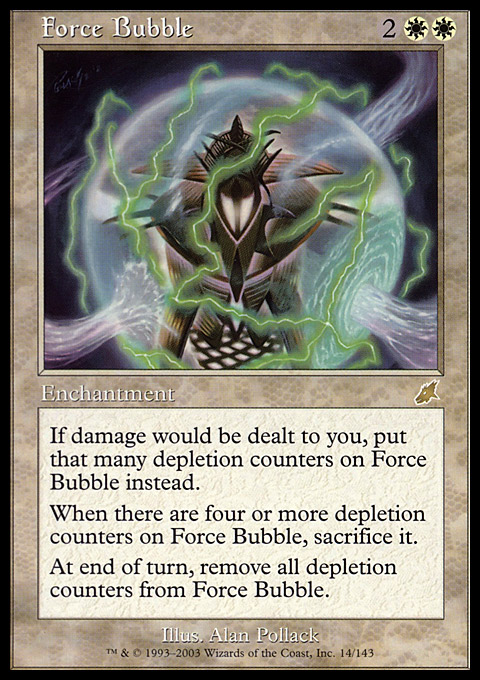 Force Bubble 2
Enchantment
If damage would be dealt to you, put
that many depletion counters on Force
Bubble instead.
When there are four or more depletion
counters on Force Bubble, sacrifice it.
At end of turn, remove all depletion
counters from Force Bubble.
Illus. Alan Pollack
™ & © 1993–2003 Wizards of the Coast, Inc. 14/143